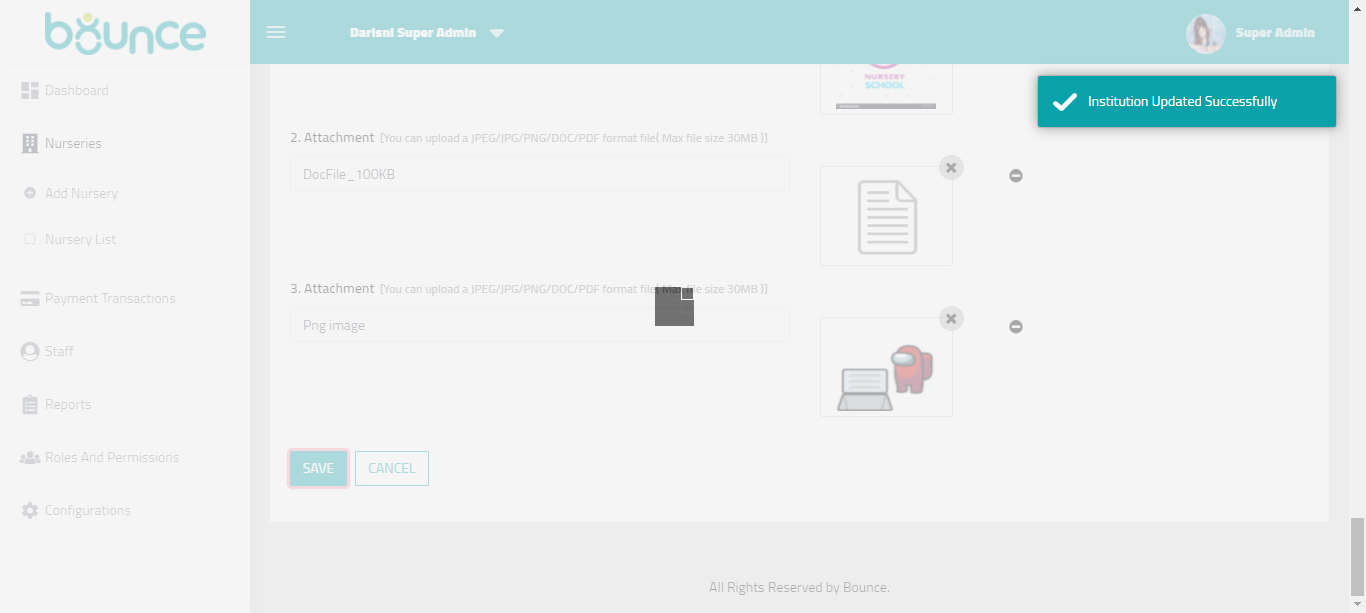 bounce
Darisni Super Admin
Super Admin
Institution Updated Successfully
Dashboard
Nurseries
Add Nursery
Nursery List
Payment Transactions
Staff
Reports
Roles And Permissions
Configurations
NURSERY
SCHOOL
2. Attachment [You can upload a JPEG/JPG/PNG/DOC/PDF format file( Max file size 30MB )]
DocFile_100KB
3. Attachment [You can upload a JPEG/JPG/PNG/DOC/PDF format file( Max file size 30MB )]
Png image
SAVE
CANCEL
All Rights Reserved by Bounce.